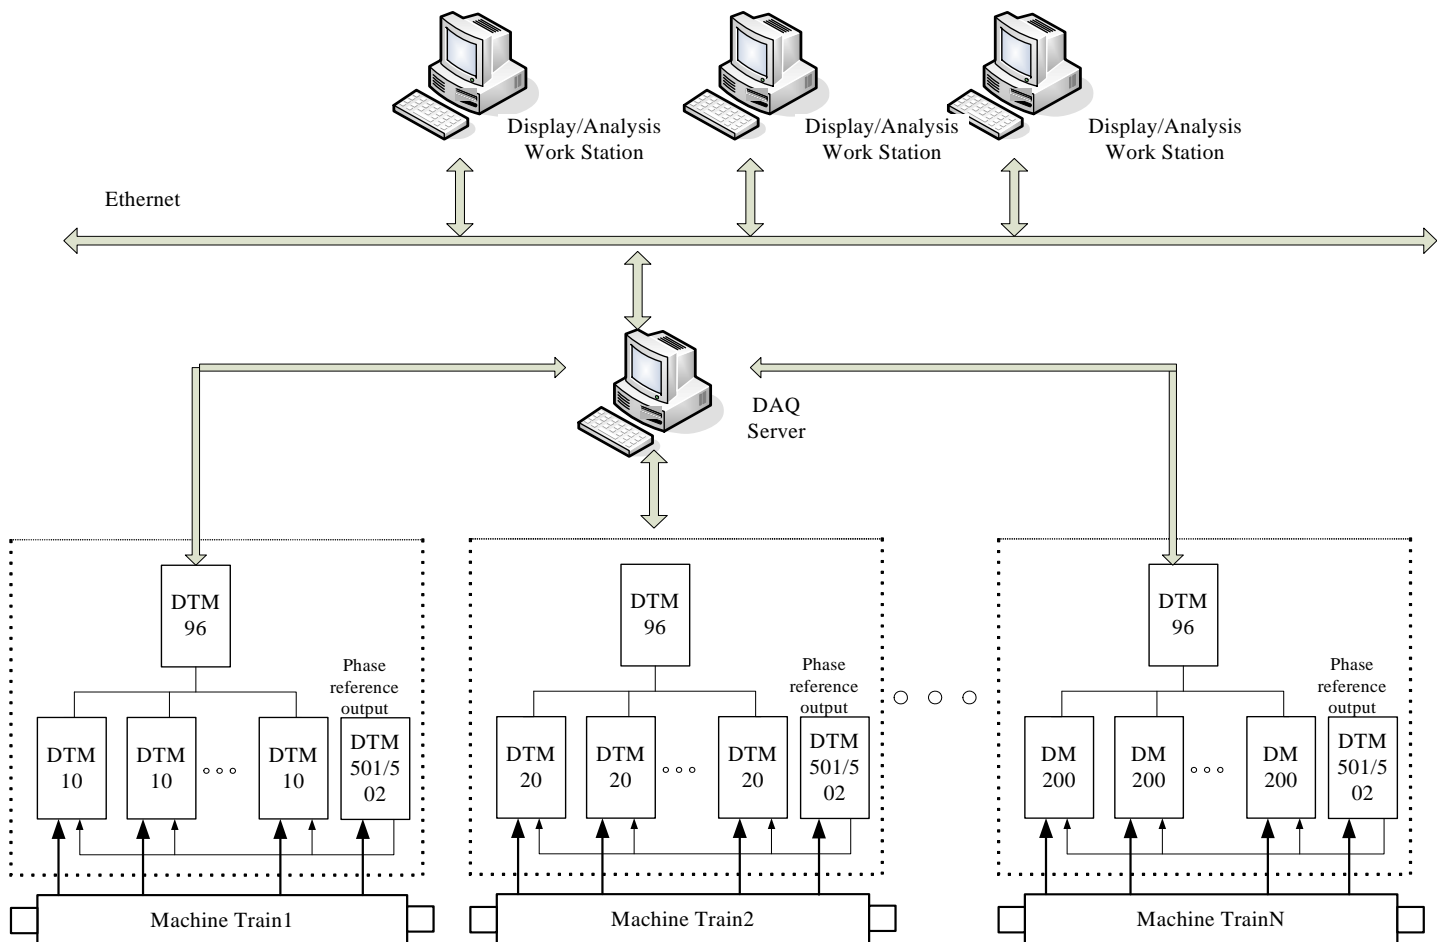 Display/Analysis
Work Station
Display/Analysis
Work Station
Display/Analysis
Work Station
Ethernet
DAQ
Server
DTM
96
Phase
reference
output
DTM
10
DTM
10
DTM
10
DTM
501/5
02
Machine Train1
DTM
96
Phase
reference
output
DTM
20
DTM
20
DTM
20
DTM
501/5
02
Machine Train2
DTM
96
Phase
reference
output
DM
200
DM
200
DM
200
DTM
501/5
02
Machine TrainN